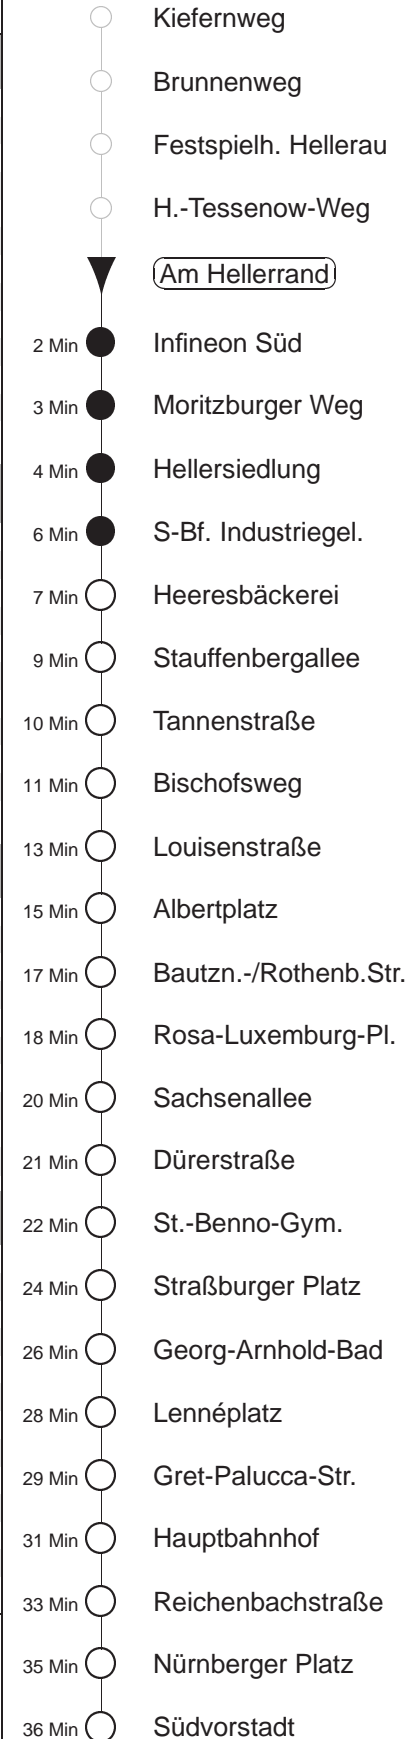 Kiefernweg
Brunnenweg
Festspielh. Hellerau
H.-Tessenow-Weg
Am Hellerrand
2 Min Infineon Süd
3 Min Moritzburger Weg
4 Min Hellersiedlung
6 Min S-Bf. Industriegel.
7 Min Heeresbäckerei
9 Min Stauffenbergallee
10 Min Tannenstraße
11 Min Bischofsweg
13 Min Louisenstraße
15 Min Albertplatz
17 Min Bautzn.-/Rothenb.Str.
18 Min Rosa-Luxemburg-Pl.
20 Min Sachsenallee
21 Min Dürerstraße
22 Min St.-Benno-Gym.
24 Min Straßburger Platz
26 Min Georg-Arnhold-Bad
28 Min Lennéplatz
29 Min Gret-Palucca-Str.
31 Min Hauptbahnhof
33 Min Reichenbachstraße
35 Min Nürnberger Platz
36 Min Südvorstadt